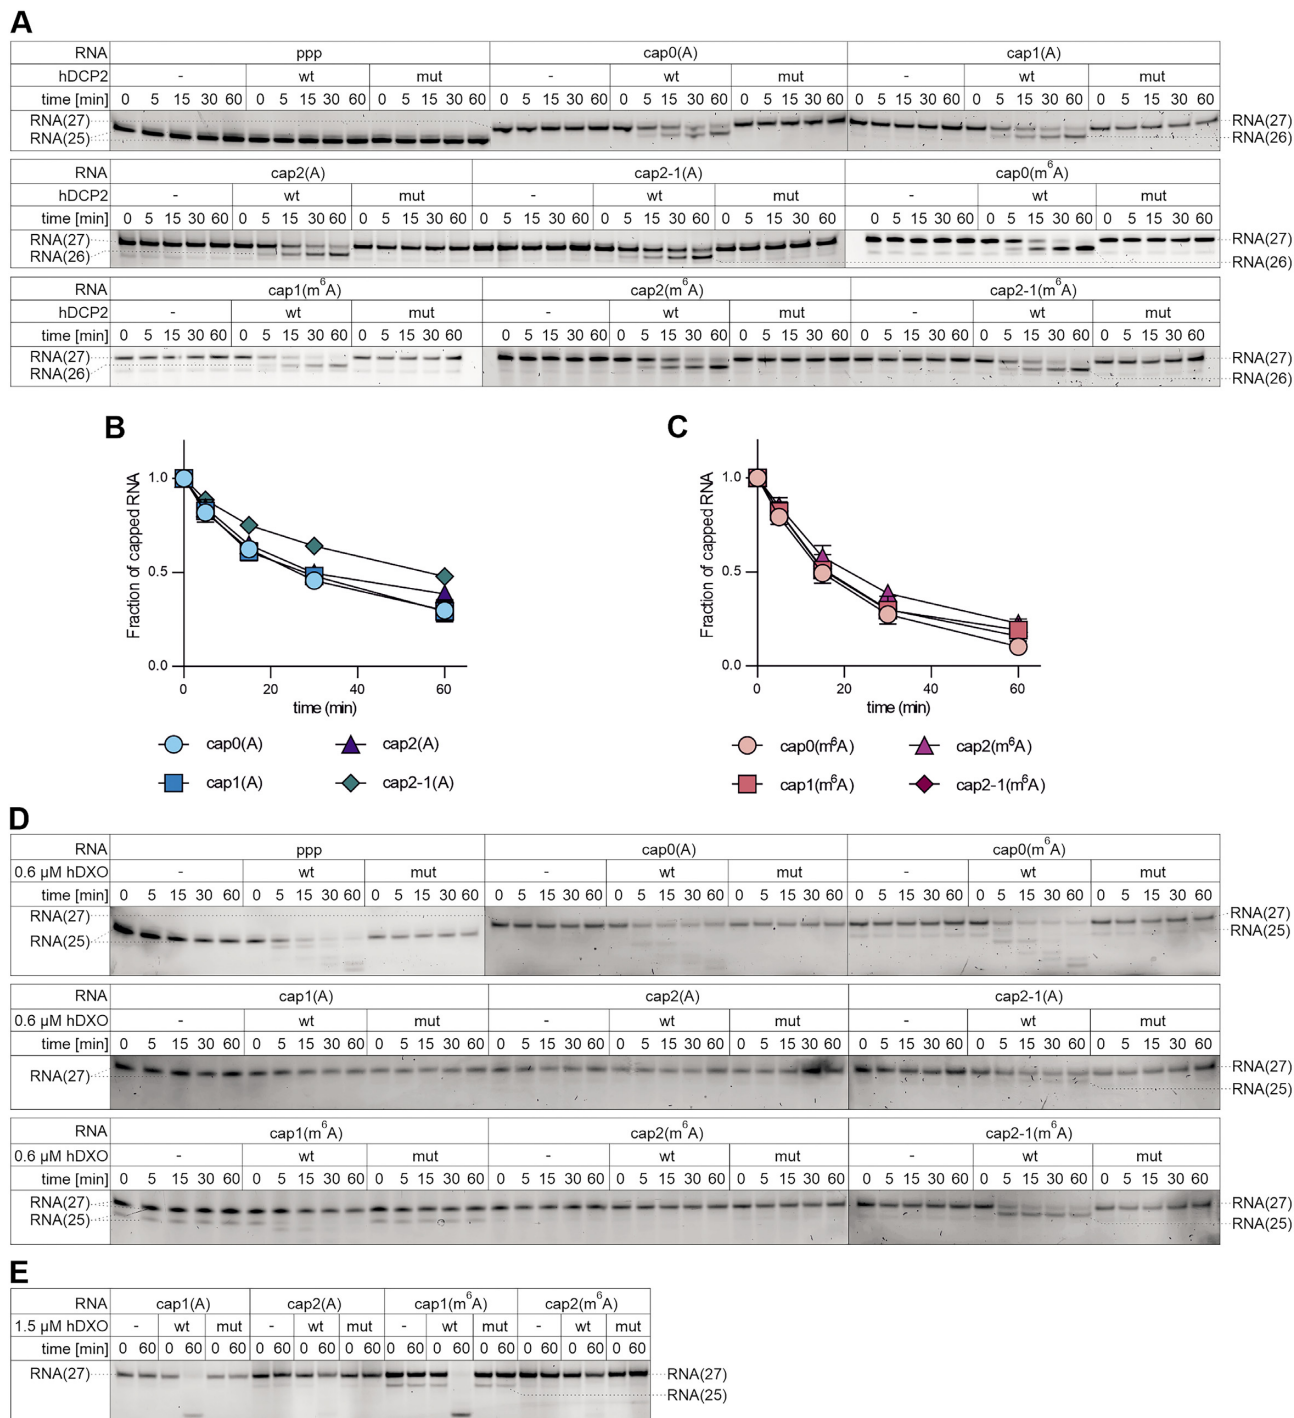 A
RNA ppp cap0(A) cap1(A)
hDCP2 - wt mut - wt mut - wt mut
time [min] 0 5 15 30 60 0 5 15 30 60 0 5 15 30 60 0 5 15 30 60 0 5 15 30 60 0 5 15 30 60 0 5 15 30 60 0 5 15 30 60 0 5 15 30 60
RNA(27) RNA(27)
RNA(25) RNA(26)
RNA cap2(A) cap2-1(A) cap0(m⁶A)
hDCP2 - wt mut - wt mut - wt mut
time [min] 0 5 15 30 60 0 5 15 30 60 0 5 15 30 60 0 5 15 30 60 0 5 15 30 60 0 5 15 30 60 0 5 15 30 60 0 5 15 30 60 0 5 15 30 60
RNA(27) RNA(27)
RNA(26) RNA(26)
RNA cap1(m⁶A) cap2(m⁶A) cap2-1(m⁶A)
hDCP2 - wt mut - wt mut - wt mut
time [min] 0 5 15 30 60 0 5 15 30 60 0 5 15 30 60 0 5 15 30 60 0 5 15 30 60 0 5 15 30 60 0 5 15 30 60 0 5 15 30 60 0 5 15 30 60
RNA(27) RNA(27)
RNA(26) RNA(26)
B
Fraction of capped RNA
1.0
0.5
0.0
0 20 40 60
time (min)
cap0(A) cap2(A)
cap1(A) cap2-1(A)
C
Fraction of capped RNA
1.0
0.5
0.0
0 20 40 60
time (min)
cap0(m⁶A) cap2(m⁶A)
cap1(m⁶A) cap2-1(m⁶A)
D
RNA ppp cap0(A) cap0(m⁶A)
0.6 µM hDXO - wt mut - wt mut - wt mut
time [min] 0 5 15 30 60 0 5 15 30 60 0 5 15 30 60 0 5 15 30 60 0 5 15 30 60 0 5 15 30 60 0 5 15 30 60 0 5 15 30 60 0 5 15 30 60
RNA(27) RNA(27)
RNA(25) RNA(25)
RNA cap1(A) cap2(A) cap2-1(A)
0.6 µM hDXO - wt mut - wt mut - wt mut
time [min] 0 5 15 30 60 0 5 15 30 60 0 5 15 30 60 0 5 15 30 60 0 5 15 30 60 0 5 15 30 60 0 5 15 30 60 0 5 15 30 60 0 5 15 30 60
RNA(27) RNA(27)
RNA(25)
RNA cap1(m⁶A) cap2(m⁶A) cap2-1(m⁶A)
0.6 µM hDXO - wt mut - wt mut - wt mut
time [min] 0 5 15 30 60 0 5 15 30 60 0 5 15 30 60 0 5 15 30 60 0 5 15 30 60 0 5 15 30 60 0 5 15 30 60 0 5 15 30 60 0 5 15 30 60
RNA(27) RNA(27)
RNA(25) RNA(25)
E
RNA cap1(A) cap2(A) cap1(m⁶A) cap2(m⁶A)
1.5 µM hDXO - wt mut - wt mut - wt mut - wt mut
time [min] 0 60 0 60 0 60 0 60 0 60 0 60 0 60 0 60 0 60 0 60 0 60 0 60
RNA(27) RNA(27)
RNA(25)